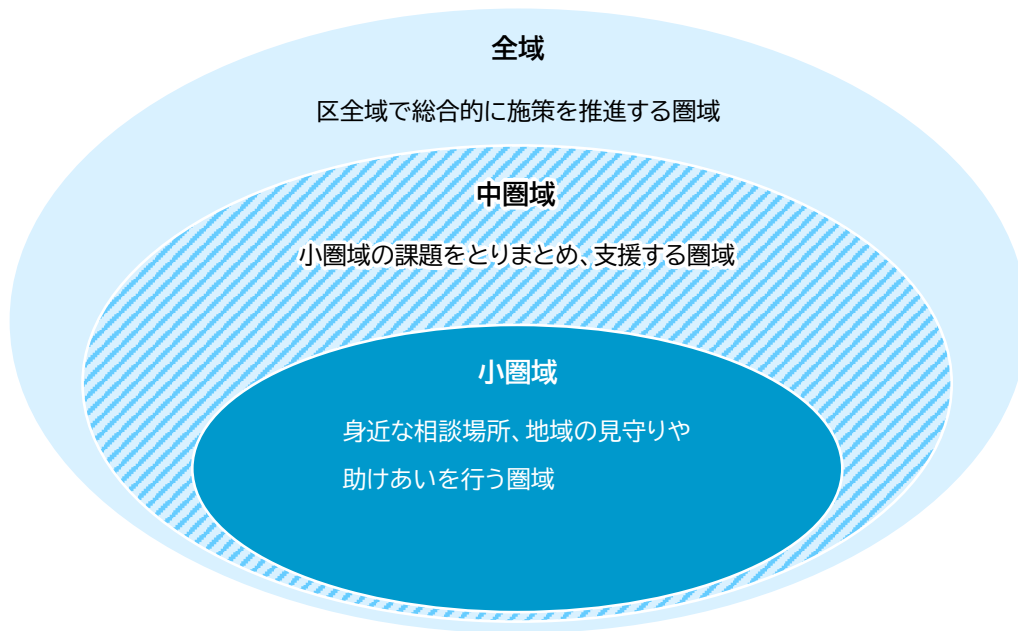 全域
区全域で総合的に施策を推進する圏域
中圏域
小圏域の課題をとりまとめ、支援する圏域
小圏域
身近な相談場所、地域の見守りや
助けあいを行う圏域